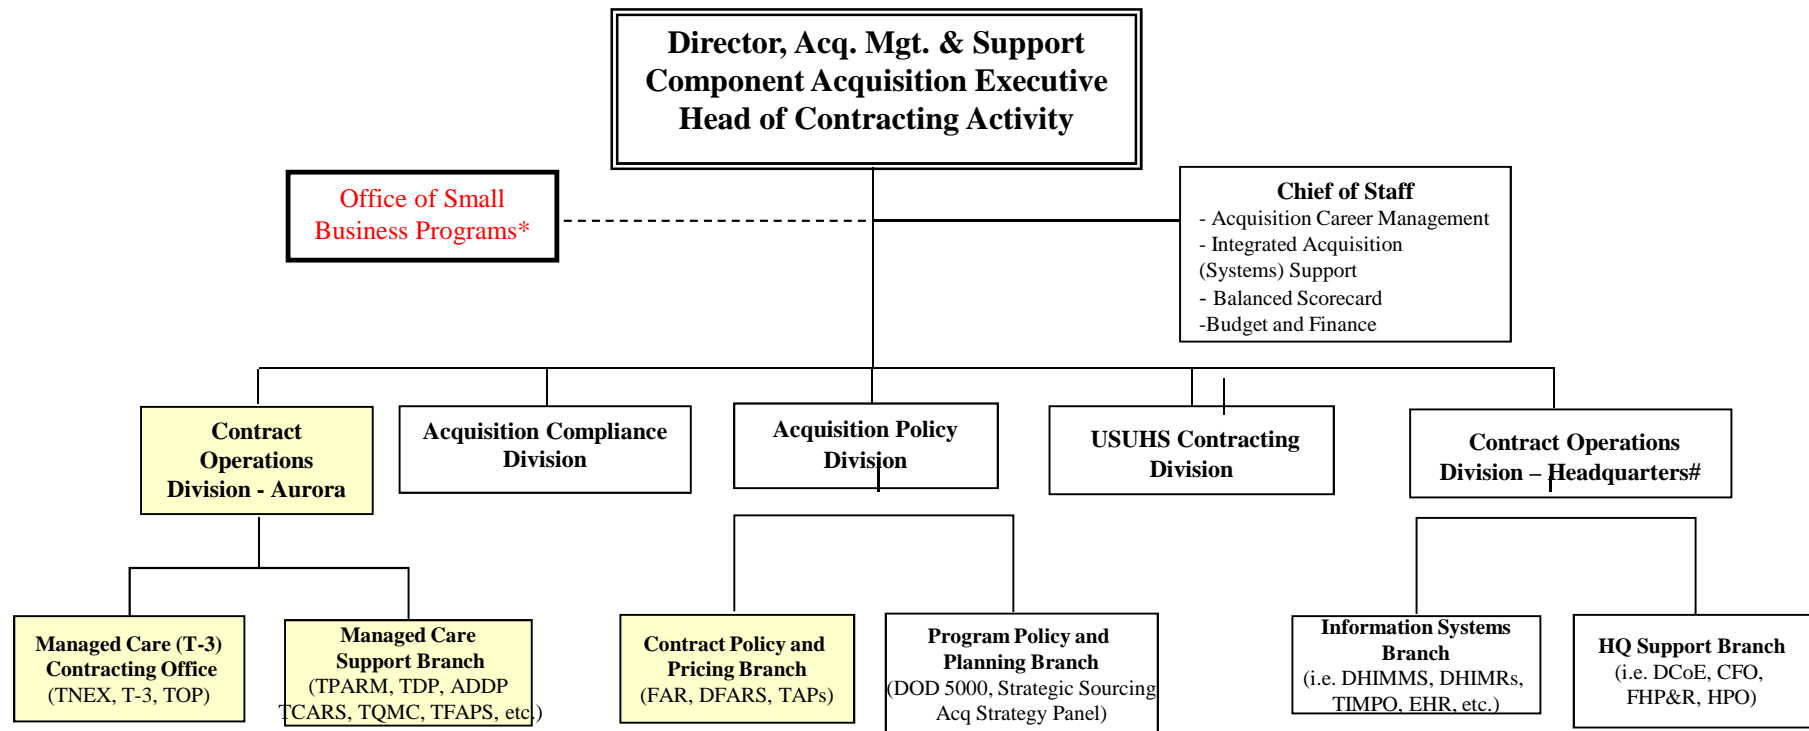 Director, Acq. Mgt. & Support
Component Acquisition Executive
Head of Contracting Activity
Office of Small
Business Programs*
Chief of Staff
- Acquisition Career Management
- Integrated Acquisition
(Systems) Support
- Balanced Scorecard
-Budget and Finance
Contract
Operations
Division - Aurora
Acquisition Compliance
Division
Acquisition Policy
Division
USUHS Contracting
Division
Contract Operations
Division – Headquarters#
Managed Care (T-3)
Contracting Office
(TNEX, T-3, TOP)
Managed Care
Support Branch
(TPARM, TDP, ADDP
TCARS, TQMC, TFAPS, etc.)
Contract Policy and
Pricing Branch
(FAR, DFARS, TAPs)
Program Policy and
Planning Branch
(DOD 5000, Strategic Sourcing
Acq Strategy Panel)
Information Systems
Branch
(i.e. DHIMMS, DHIMRs,
TIMPO, EHR, etc.)
HQ Support Branch
(i.e. DCoE, CFO,
FHP&R, HPO)